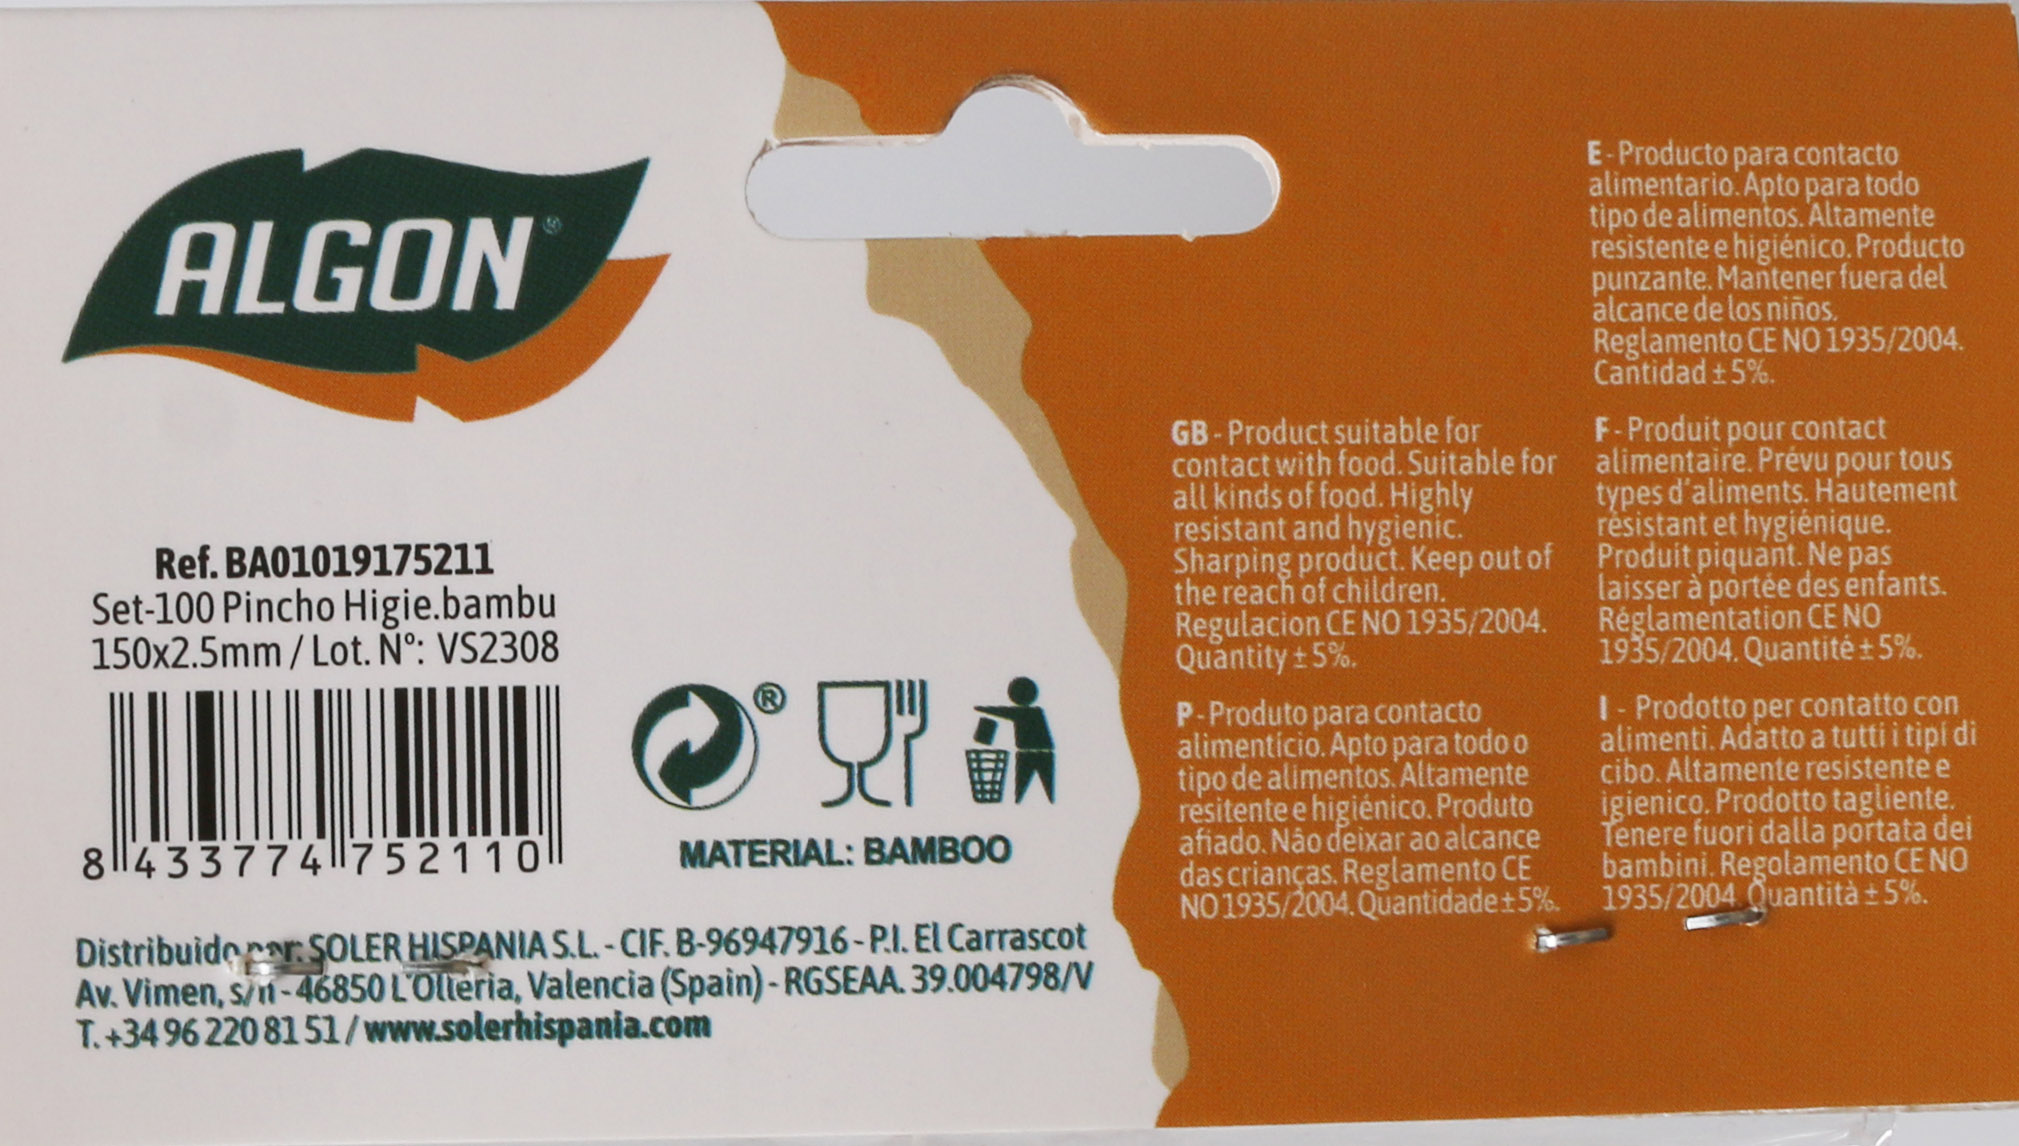 ALGON®
Ref. BA01019175211
Set-100 Pincho Higie.bambu
150x2.5mm / Lot. Nº: VS2308
8 433774 752110
®
MATERIAL: BAMBOO
Distribuido por: SOLER HISPANIA S.L. - CIF. B-96947916 - P.I. El Carrascot
Av. Vimen, s/n - 46850 L'Olleria, Valencia (Spain) - RGSEAA. 39.004798/V
T. +34 96 220 81 51 / www.solerhispania.com
GB - Product suitable for
contact with food. Suitable for
all kinds of food. Highly
resistant and hygienic.
Sharping product. Keep out of
the reach of children.
Regulacion CE NO 1935/2004.
Quantity ± 5%.
P - Produto para contacto
alimentício. Apto para todo o
tipo de alimentos. Altamente
resitente e higiénico. Produto
afiado. Não deixar ao alcance
das crianças. Reglamento CE
NO 1935/2004. Quantidade ± 5%.
E - Producto para contacto
alimentario. Apto para todo
tipo de alimentos. Altamente
resistente e higiénico. Producto
punzante. Mantener fuera del
alcance de los niños.
Reglamento CE NO 1935/2004.
Cantidad ± 5%.
F - Produit pour contact
alimentaire. Prévu pour tous
types d'aliments. Hautement
résistant et hygiénique.
Produit piquant. Ne pas
laisser à portée des enfants.
Réglamentation CE NO
1935/2004. Quantité ± 5%.
I - Prodotto per contatto con
alimenti. Adatto a tutti i tipi di
cibo. Altamente resistente e
igienico. Prodotto tagliente.
Tenere fuori dalla portata dei
bambini. Regolamento CE NO
1935/2004. Quantità ± 5%.